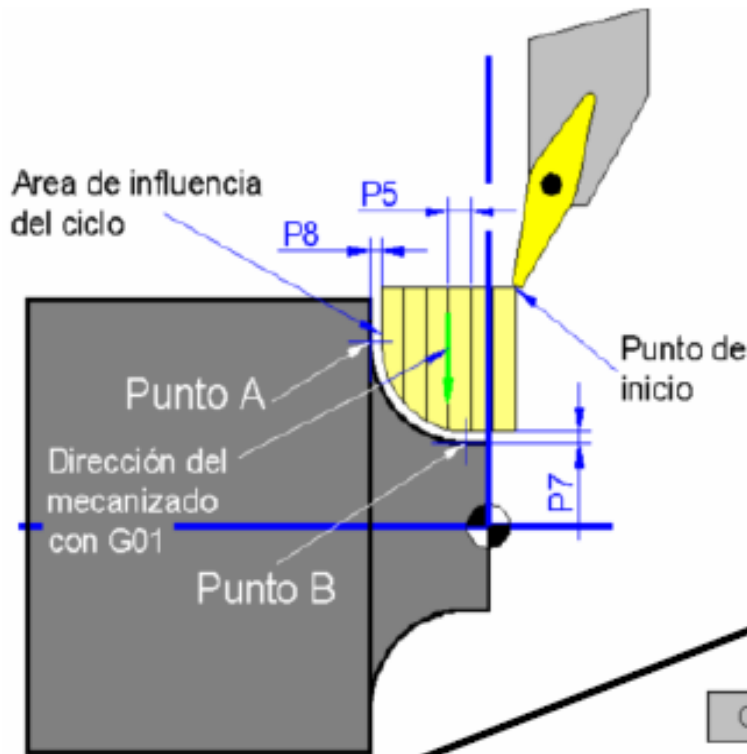 Area de influencia
del ciclo
P5
P8
Punto de
inicio
Punto A
Dirección del
mecanizado
con G01
P7
Punto B